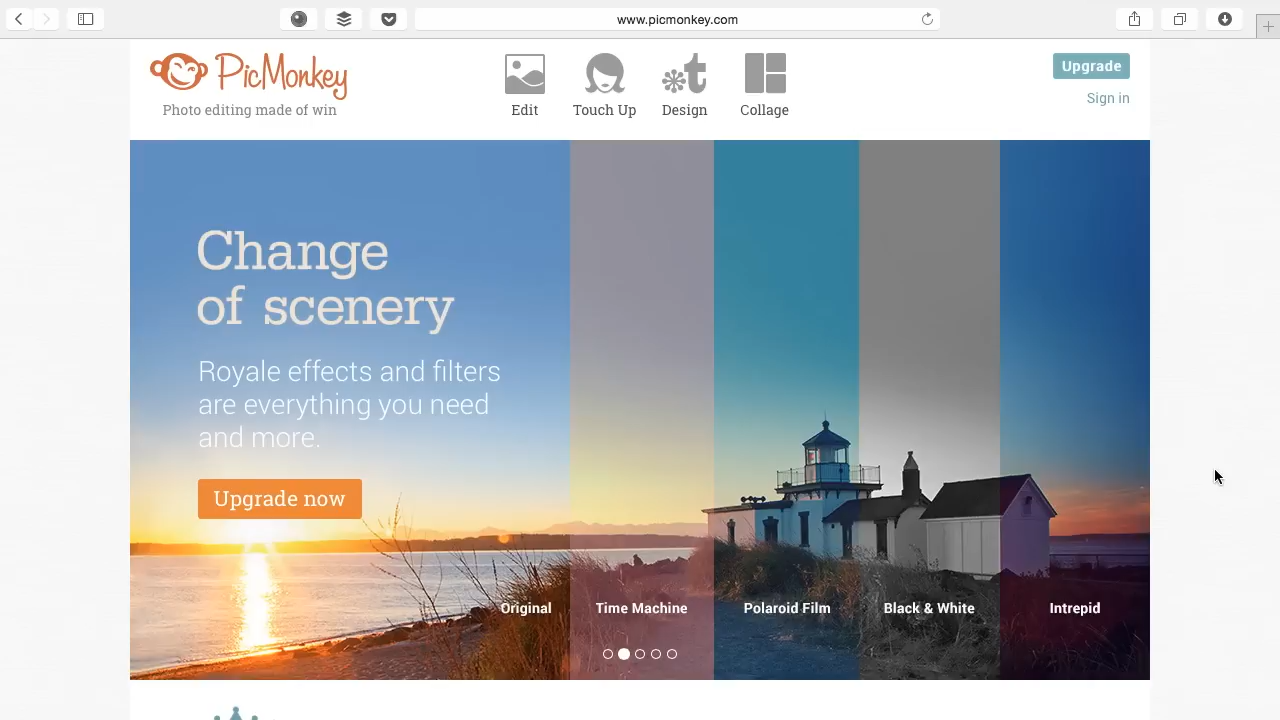 www.picmonkey.com
PicMonkey
Photo editing made of win
Edit
Touch Up
Design
Collage
Upgrade
Sign in
Change
of scenery
Royale effects and filters
are everything you need
and more.
Upgrade now
Original
Time Machine
Polaroid Film
Black & White
Intrepid